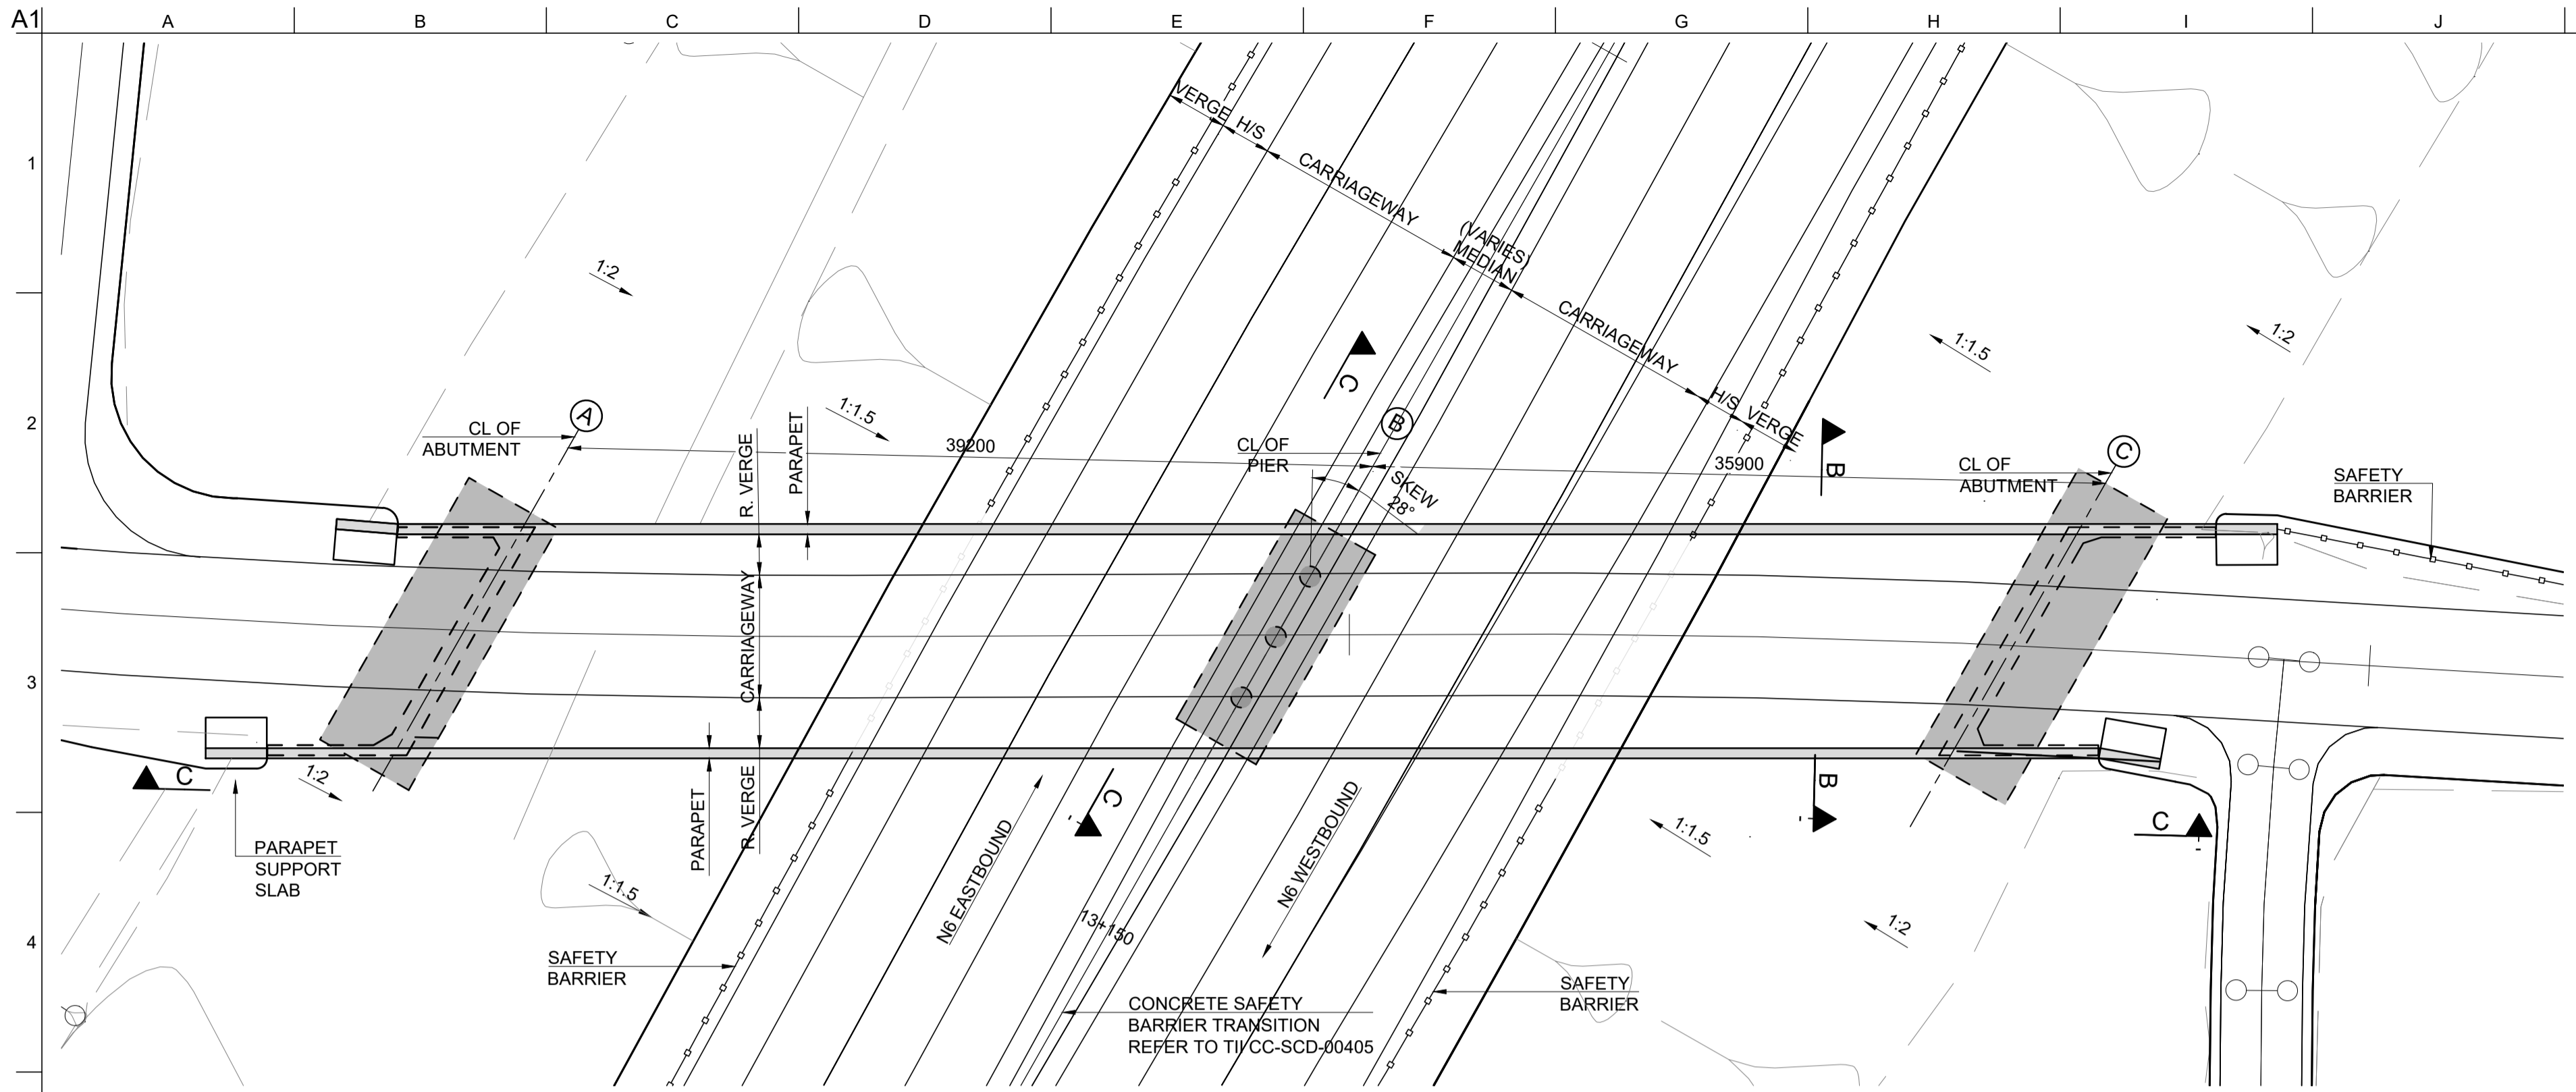 A1
A B C D E F G H I J
1
VERGE H/S
CARRIAGEWAY
(VARIES)
MEDIAN
CARRIAGEWAY
H/S VERGE
1:2
1:2
1:1.5
C
2
A
B
C
CL OF
ABUTMENT
1:1.5
PARAPET
R. VERGE
39200
CL OF
PIER
SKEW
28°
35900
B
CL OF
ABUTMENT
SAFETY
BARRIER
CARRIAGEWAY
3
C
1:2
PARAPET
R. VERGE
C
B
C
PARAPET
SUPPORT
SLAB
N6 EASTBOUND
N6 WESTBOUND
1:1.5
1:1.5
13+150
1:2
4
SAFETY
BARRIER
SAFETY
BARRIER
CONCRETE SAFETY
BARRIER TRANSITION
REFER TO TII CC-SCD-00405